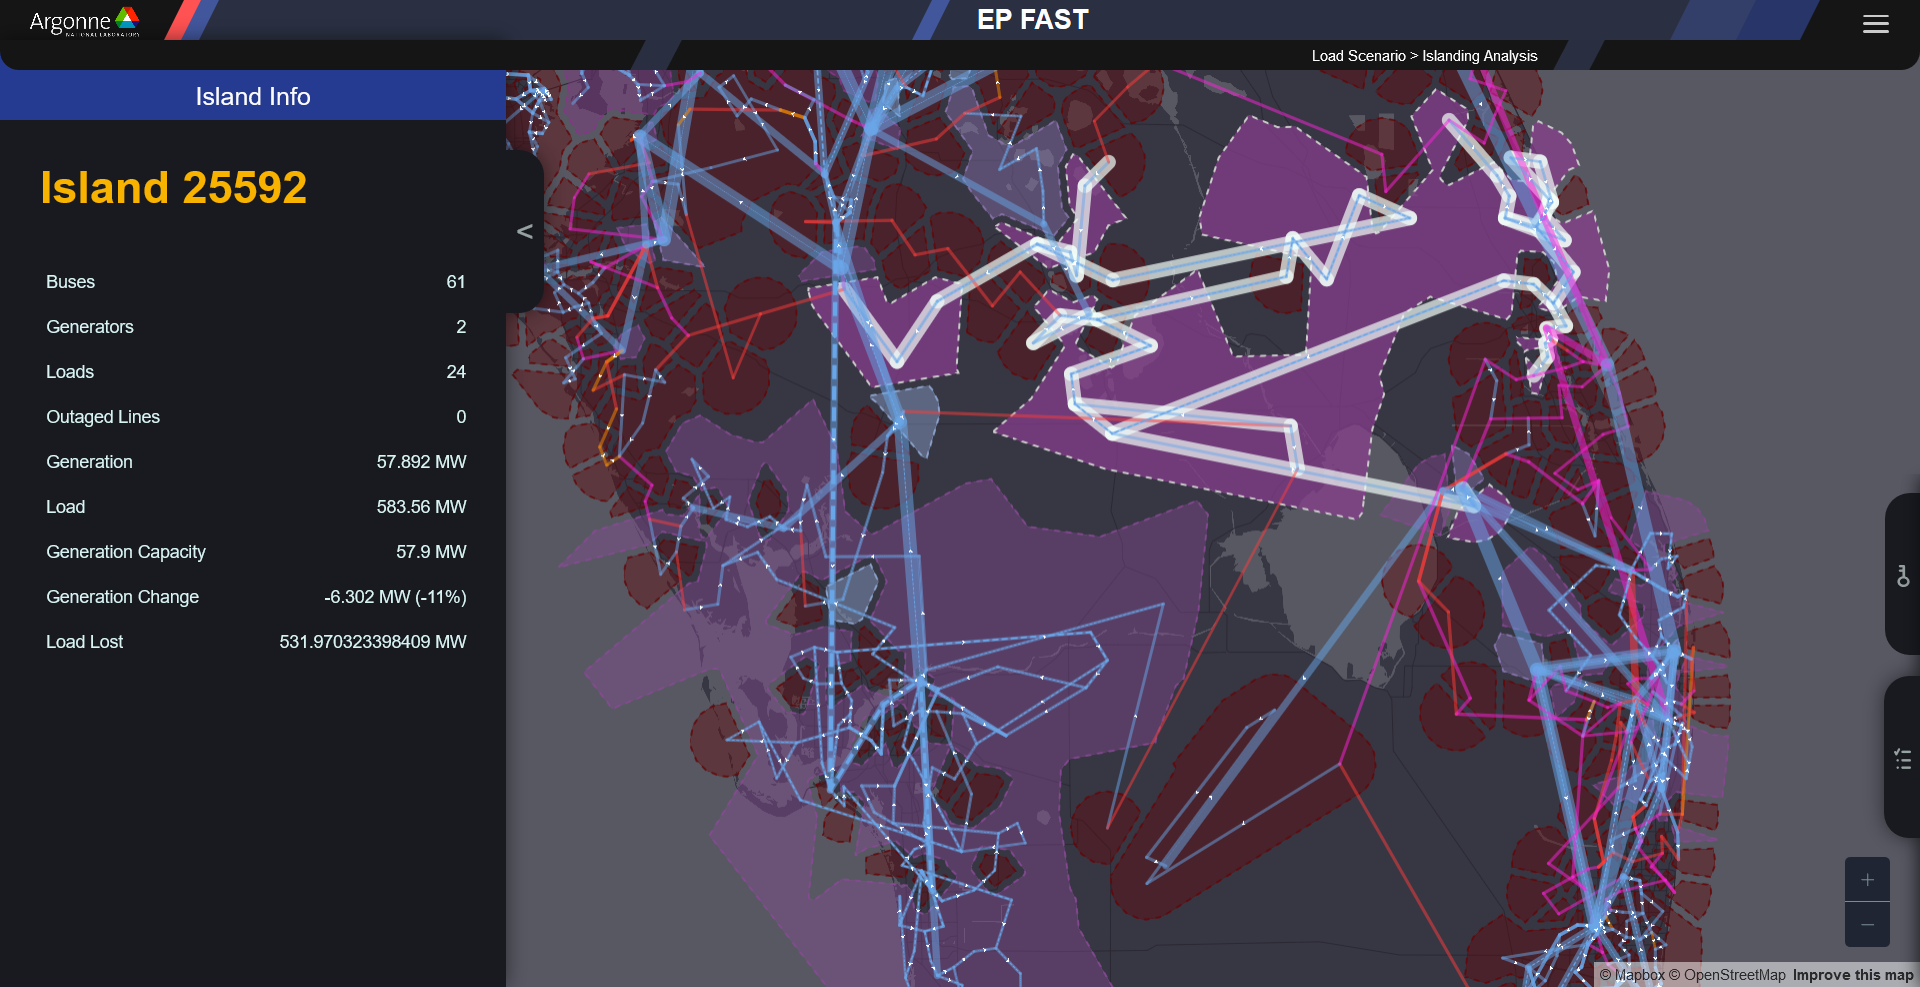 Argonne
NATIONAL LABORATORY
EP FAST
Load Scenario > Islanding Analysis
Island Info
Island 25592
<
Buses 61
Generators 2
Loads 24
Outaged Lines 0
Generation 57.892 MW
Load 583.56 MW
Generation Capacity 57.9 MW
Generation Change -6.302 MW (-11%)
Load Lost 531.970323398409 MW
+
−
© Mapbox © OpenStreetMap Improve this map